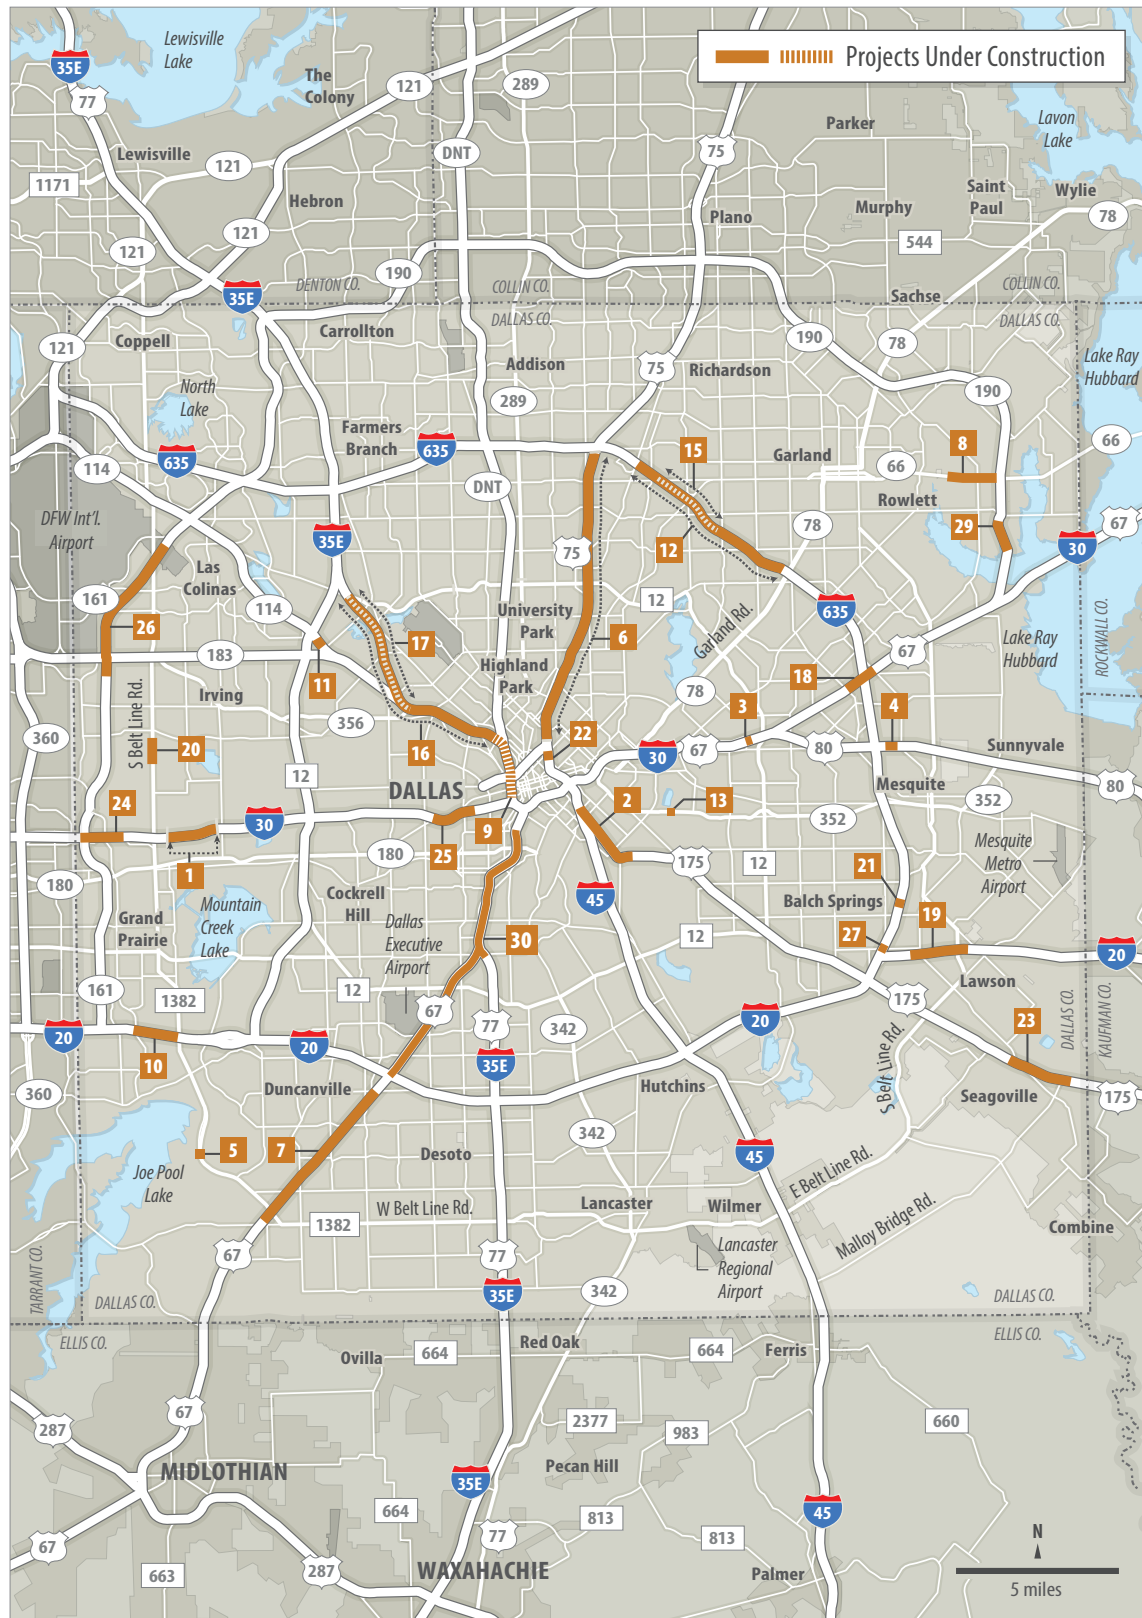 Projects Under Construction
Lewisville
Lake
35E
77
The
Colony
121
289
75
Parker
Lavon
Lake
DNT
Lewisville
121
1171
Hebron
121
121
Saint
Paul
Wylie
Murphy
78
Plano
544
190
35E
DENTON CO.
COLLIN CO.
COLLIN CO.
Sachse
DALLAS CO.
DALLAS CO.
Carrollton
Coppell
121
190
78
Addison
75
Richardson
Lake Ray
Hubbard
North
Lake
289
190
Farmers
Branch
635
635
114
15
Garland
66
8
66
Rowlett
DNT
DFW Int'l.
Airport
35E
75
12
78
29
67
30
Las
Colinas
161
114
12
University
Park
635
Garland Rd.
ROCKWALL CO.
26
17
6
183
11
Highland
Park
67
Lake Ray
Hubbard
18
Irving
78
S Belt Line Rd.
20
356
16
22
3
4
360
30
67
80
Sunnyvale
12
DALLAS
Mesquite
80
24
30
2
13
352
352
9
25
180
175
12
Mesquite
Metro
Airport
180
1
21
Cockrell
Hill
45
Balch Springs
Grand
Prairie
Mountain
Creek
Lake
Dallas
Executive
Airport
30
12
27
19
20
Lawson
161
1382
12
67
175
DALLAS CO.
KAUFMAN CO.
20
10
20
77
342
20
23
S Belt Line Rd.
35E
360
Duncanville
Hutchins
Seagoville
175
342
5
7
Desoto
45
Joe Pool
Lake
E Belt Line Rd.
1382
W Belt Line Rd.
Lancaster
Wilmer
Malloy Bridge Rd.
Combine
67
77
Lancaster
Regional
Airport
TARRANT CO.
DALLAS CO.
35E
342
DALLAS CO.
ELLIS CO.
ELLIS CO.
Ovilla
664
Red Oak
664
Ferris
67
287
2377
983
660
MIDLOTHIAN
Pecan Hill
35E
664
813
45
67
77
813
N
WAXAHACHIE
663
287
Palmer
5 miles